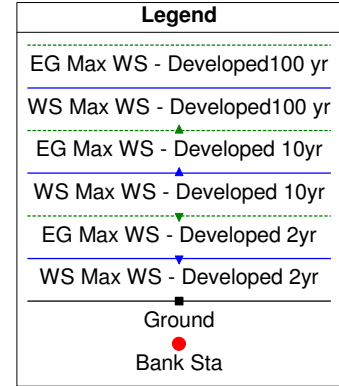 Legend
EG Max WS - Developed100 yr
WS Max WS - Developed100 yr
EG Max WS - Developed 10yr
WS Max WS - Developed 10yr
EG Max WS - Developed 2yr
WS Max WS - Developed 2yr
Ground
Bank Sta